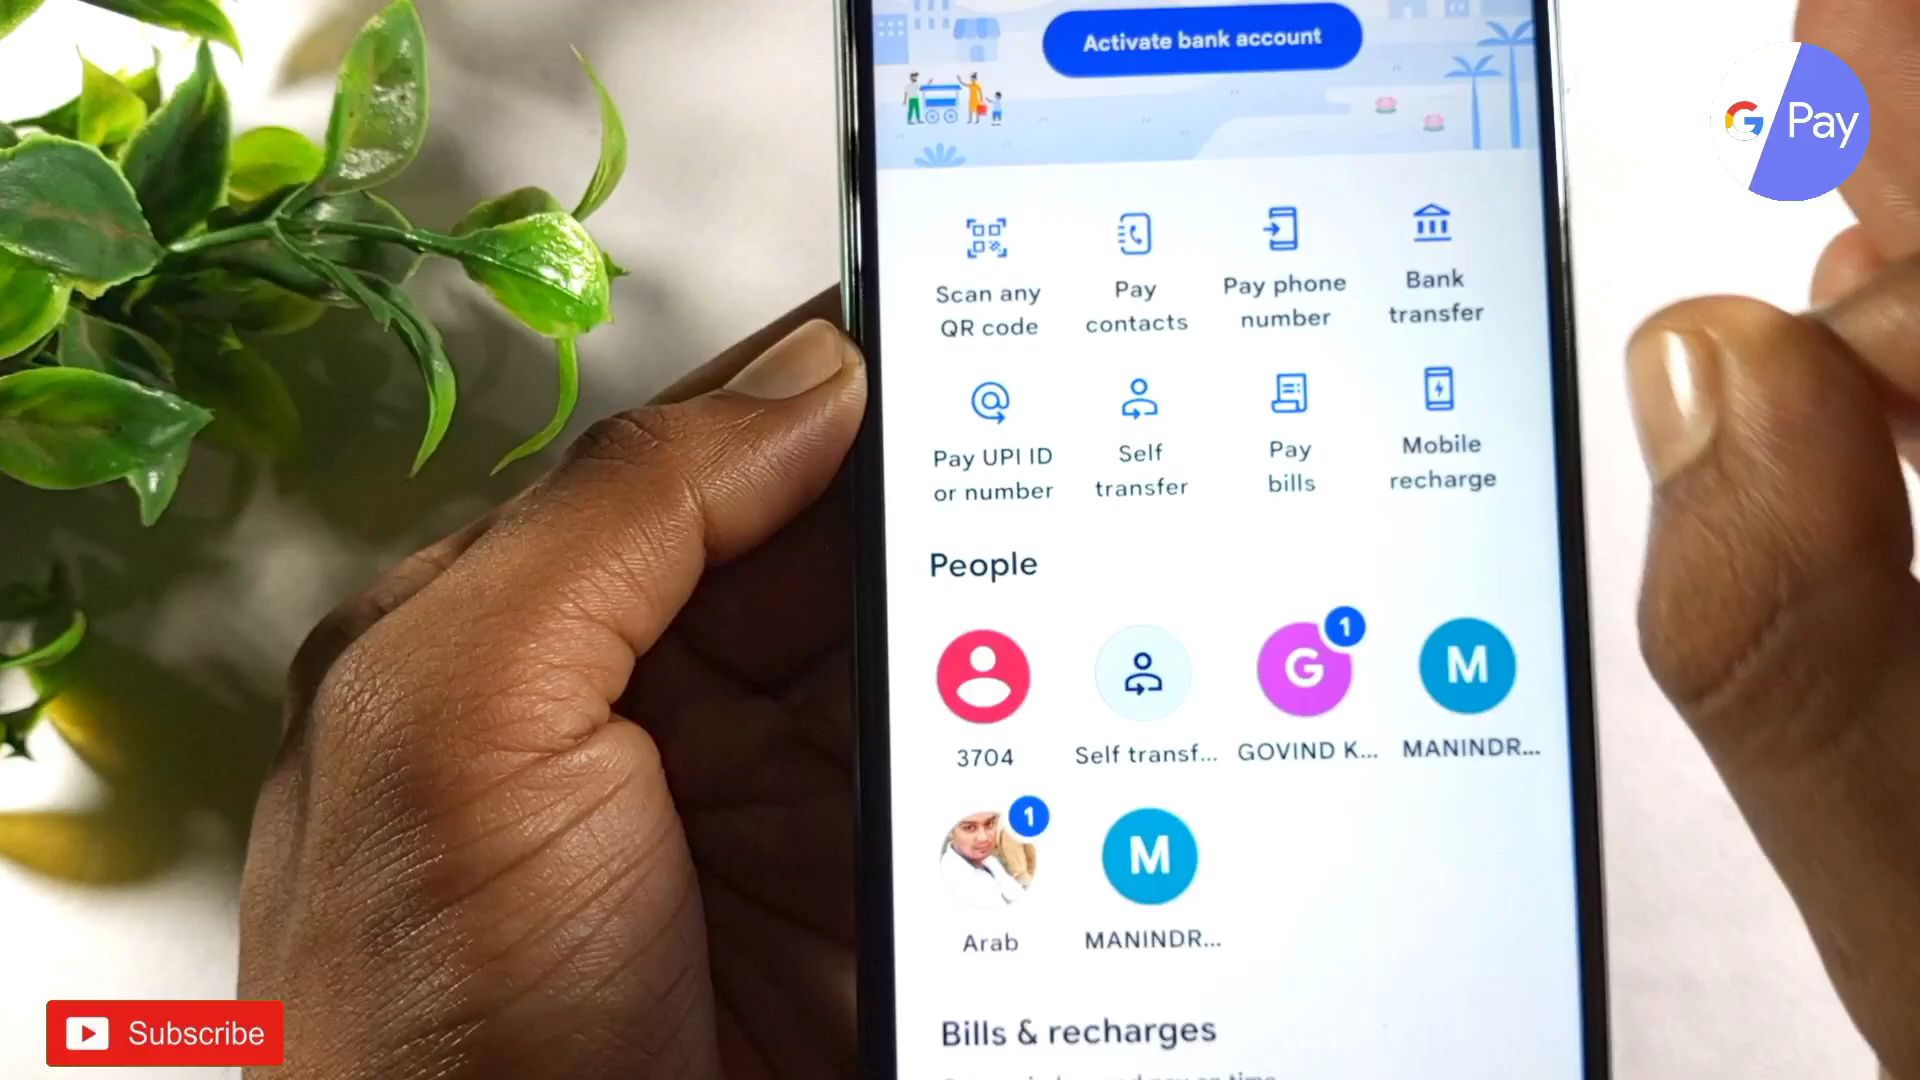 Activate bank account
G Pay
Scan any
QR code
Pay
contacts
Pay phone
number
Bank
transfer
Pay UPI ID
or number
Self
transfer
Pay
bills
Mobile
recharge
People
3704
Self transf...
G
1
GOVIND K...
M
MANINDR...
1
Arab
M
MANINDR...
Bills & recharges
Subscribe